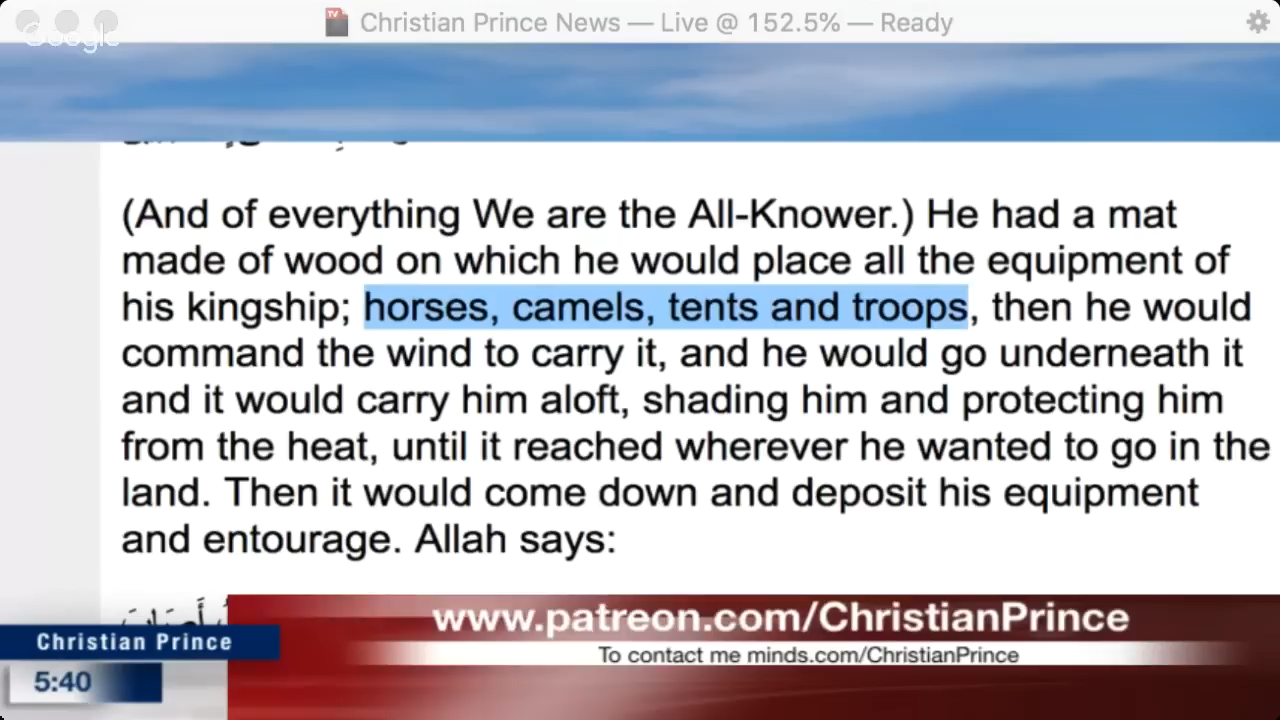 Google
TV
Christian Prince News — Live @ 152.5% — Ready
(And of everything We are the All-Knower.) He had a mat
made of wood on which he would place all the equipment of
his kingship; horses, camels, tents and troops, then he would
command the wind to carry it, and he would go underneath it
and it would carry him aloft, shading him and protecting him
from the heat, until it reached wherever he wanted to go in the
land. Then it would come down and deposit his equipment
and entourage. Allah says:
www.patreon.com/ChristianPrince
Christian Prince
To contact me minds.com/ChristianPrince
5:40